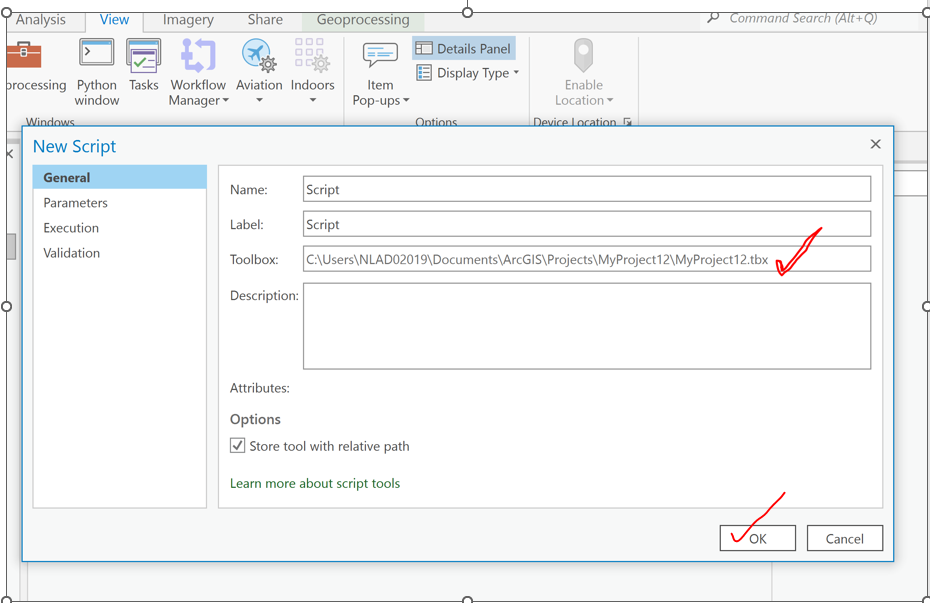 Analysis View Imagery Share Geoprocessing Command Search (Alt+Q)
processing Python window Tasks Workflow Manager Aviation Indoors Item Pop-ups Details Panel Display Type Enable Location
Windows Options Device Location
New Script
General
Parameters
Execution
Validation
Name: Script
Label: Script
Toolbox: C:\Users\NLAD02019\Documents\ArcGIS\Projects\MyProject12\MyProject12.tbx
Description:
Attributes:
Options
Store tool with relative path
Learn more about script tools
OK Cancel